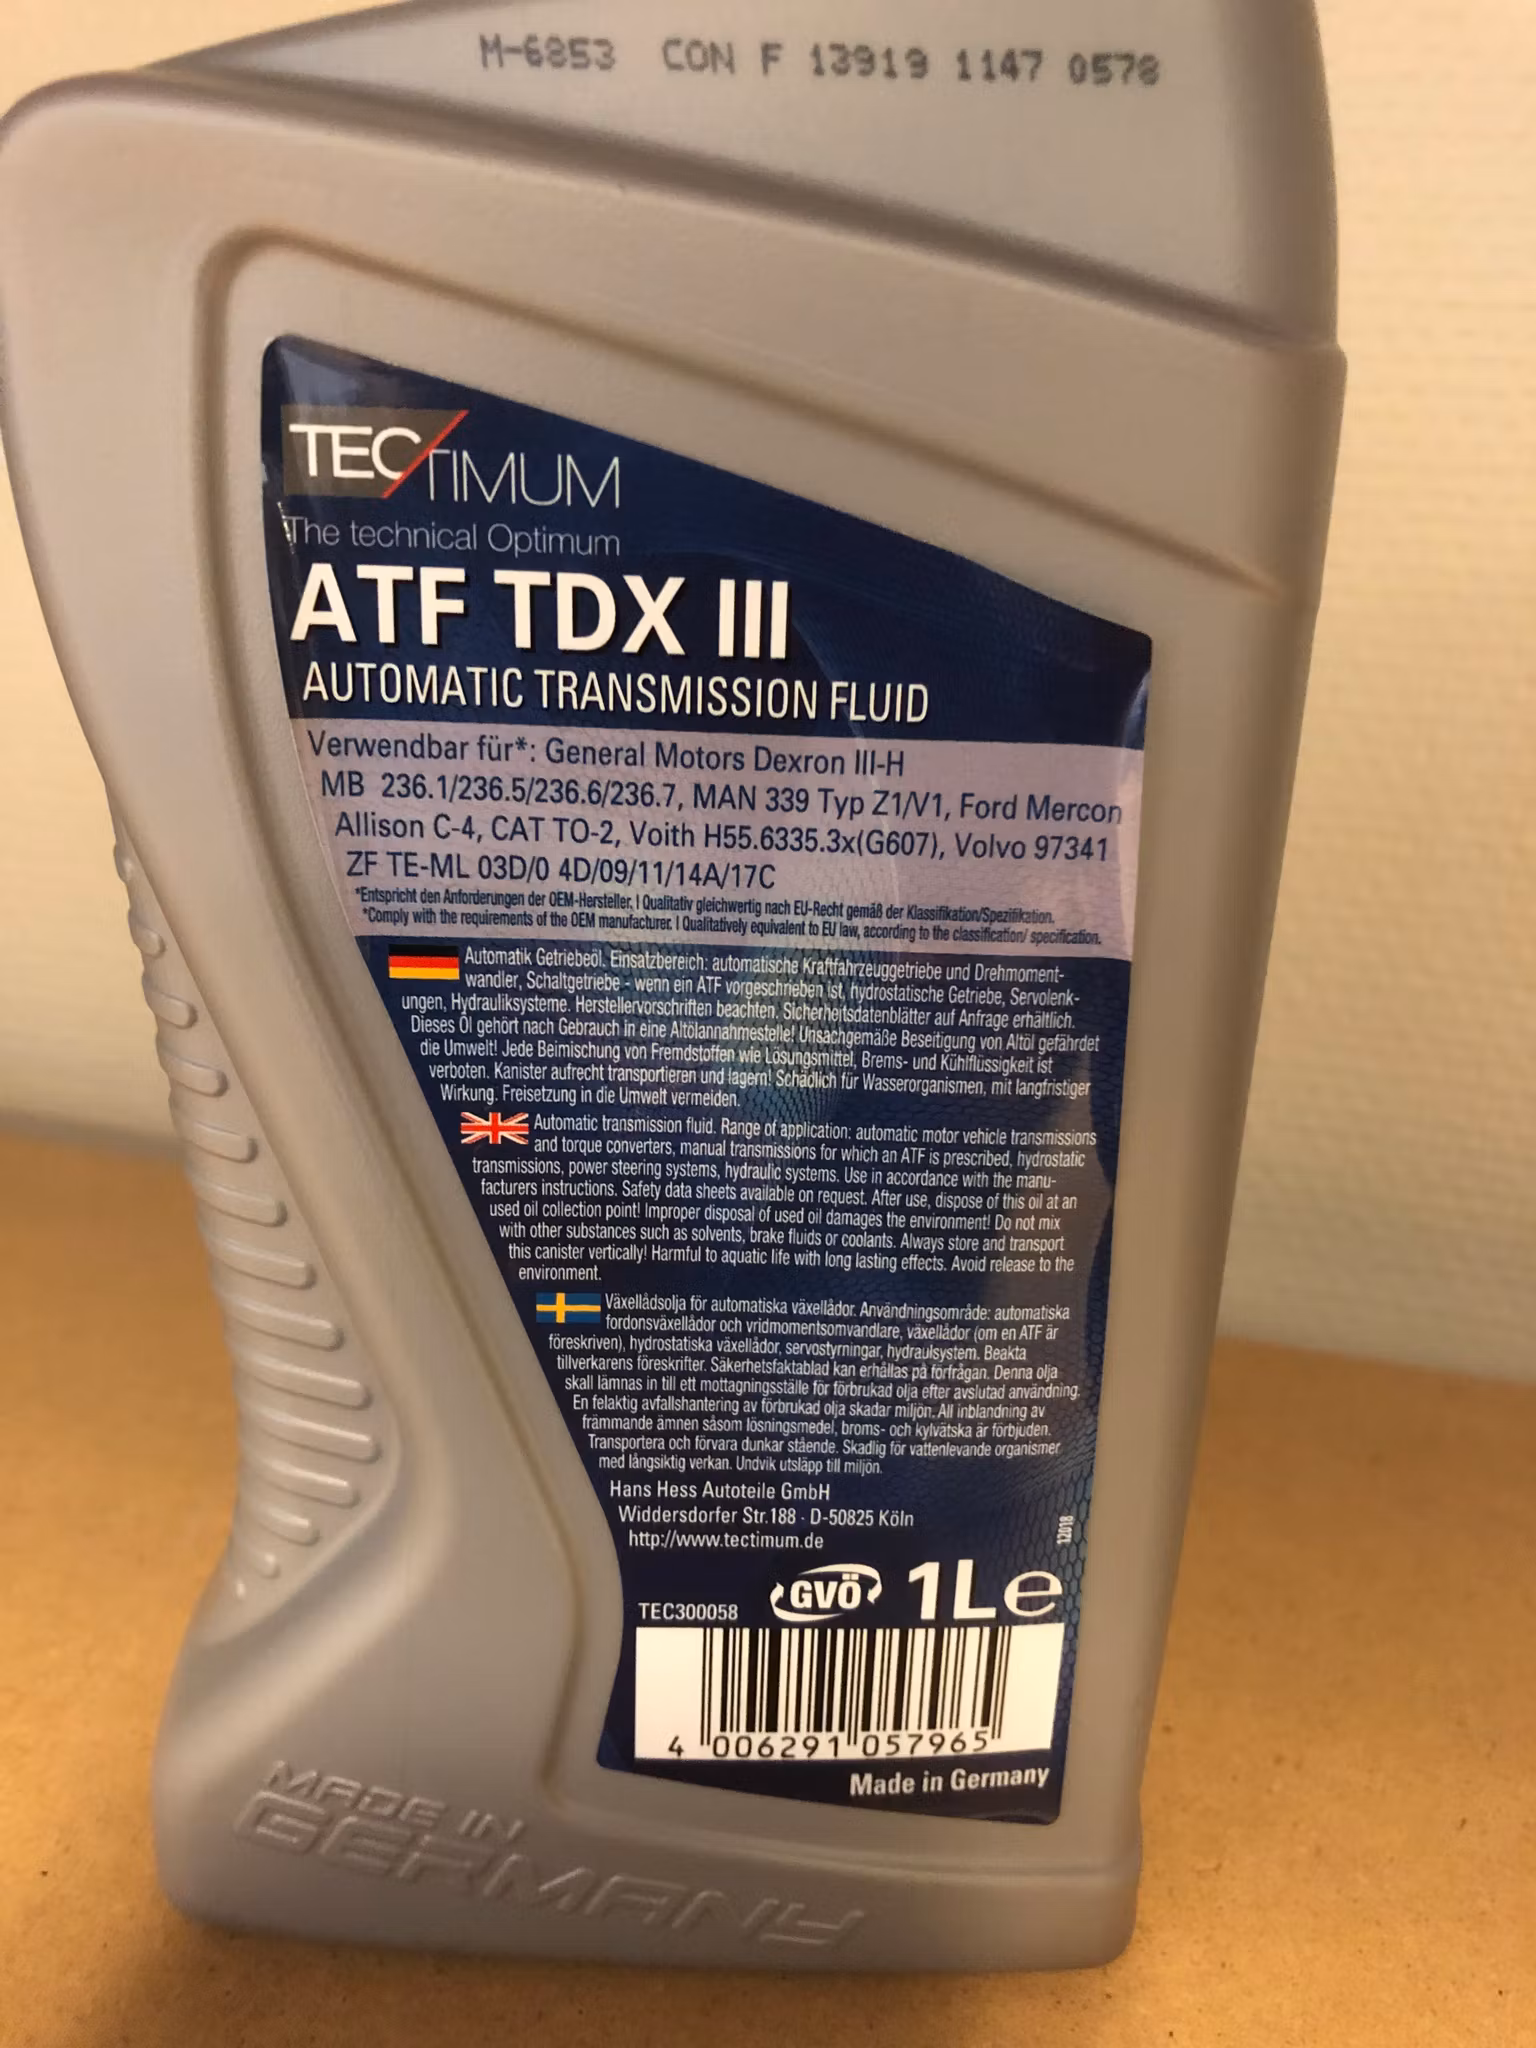 M-6853 CON F 13919 1147 0578
TECTIMUM
The technical Optimum
ATF TDX III
AUTOMATIC TRANSMISSION FLUID
Verwendbar für*: General Motors Dexron III-H
MB 236.1/236.5/236.6/236.7, MAN 339 Typ Z1/V1, Ford Mercon
Allison C-4, CAT TO-2, Voith H55.6335.3x(G607), Volvo 97341
ZF TE-ML 03D/0 4D/09/11/14A/17C
*Entspricht den Anforderungen der OEM-Hersteller. I Qualitativ gleichwertig nach EU-Recht gemäß der Klassifikation/Spezifikation.
*Comply with the requirements of the OEM manufacturer. I Qualitatively equivalent to EU law, according to the classification/ specification.
Automatik Getriebeöl. Einsatzbereich: automatische Kraftfahrzeuggetriebe und Drehmoment-
wandler, Schaltgetriebe - wenn ein ATF vorgeschrieben ist, hydrostatische Getriebe, Servolenk-
ungen, Hydrauliksysteme. Herstellervorschriften beachten. Sicherheitsdatenblätter auf Anfrage erhältlich.
Dieses Öl gehört nach Gebrauch in eine Altölannahmestelle! Unsachgemäße Beseitigung von Altöl gefährdet
die Umwelt! Jede Beimischung von Fremdstoffen wie Lösungsmittel, Brems- und Kühlflüssigkeit ist
verboten. Kanister aufrecht transportieren und lagern! Schädlich für Wasserorganismen, mit langfristiger
Wirkung. Freisetzung in die Umwelt vermeiden.
Automatic transmission fluid. Range of application: automatic motor vehicle transmissions
and torque converters, manual transmissions for which an ATF is prescribed, hydrostatic
transmissions, power steering systems, hydraulic systems. Use in accordance with the manu-
facturers instructions. Safety data sheets available on request. After use, dispose of this oil at an
used oil collection point! Improper disposal of used oil damages the environment! Do not mix
with other substances such as solvents, brake fluids or coolants. Always store and transport
this canister vertically! Harmful to aquatic life with long lasting effects. Avoid release to the
environment.
Växellådsolja för automatiska växellådor. Användningsområde: automatiska
fordonsväxellådor och vridmomentsomvandlare, växellådor (om en ATF är
föreskriven), hydrostatiska växellådor, servostyrningar, hydraulsystem. Beakta
tillverkarens föreskrifter. Säkerhetsfaktablad kan erhållas på förfrågan. Denna olja
skall lämnas in till ett mottagningsställe för förbrukad olja efter avslutad användning.
En felaktig avfallshantering av förbrukad olja skadar miljön. All inblandning av
främmande ämnen såsom lösningsmedel, broms- och kylvätska är förbjuden.
Transportera och förvara dunkar stående. Skadlig för vattenlevande organismer
med långsiktig verkan. Undvik utsläpp till miljön.
Hans Hess Autoteile GmbH
Widdersdorfer Str.188 · D-50825 Köln
http://www.tectimum.de
12018
GVÖ 1L e
TEC300058
4 006291 057965
Made in Germany
MADE IN
GERMANY